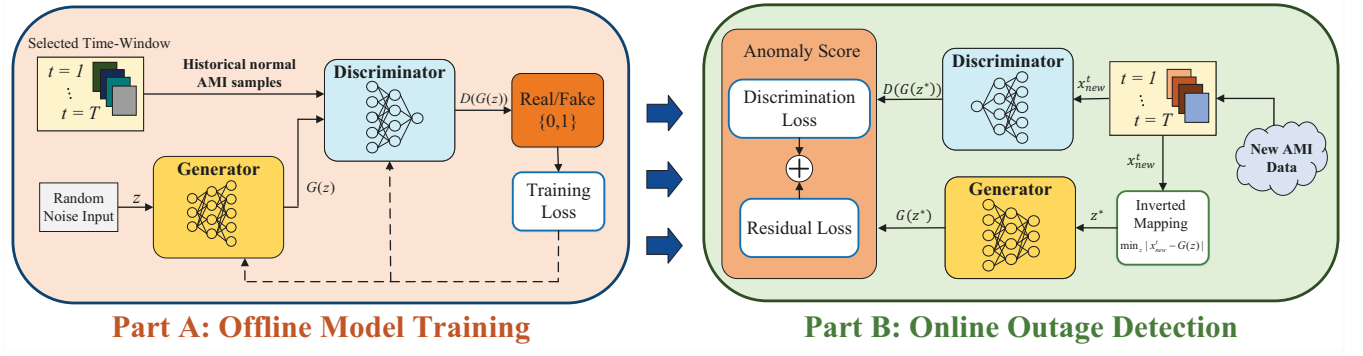 Selected Time-Window
t = 1
⋮
t = T
Historical normal
AMI samples
Discriminator
D(G(z))
Real/Fake
{0,1}
Generator
Random
Noise Input
z
G(z)
Training
Loss
Part A: Offline Model Training
Anomaly Score
Discrimination
Loss
+
Residual Loss
D(G(z*))
Discriminator
x^t_new
t = 1
⋮
t = T
New AMI
Data
x^t_new
G(z*)
Generator
z*
Inverted
Mapping
min_z | x^t_new − G(z) |
Part B: Online Outage Detection